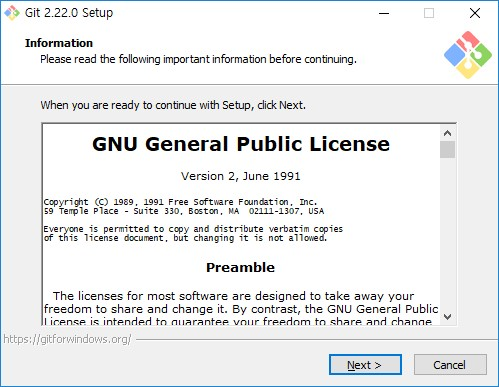 Git 2.22.0 Setup
Information
Please read the following important information before continuing.
When you are ready to continue with Setup, click Next.
GNU General Public License
Version 2, June 1991
Copyright (C) 1989, 1991 Free Software Foundation, Inc.
59 Temple Place - Suite 330, Boston, MA  02111-1307, USA
Everyone is permitted to copy and distribute verbatim copies
of this license document, but changing it is not allowed.
Preamble
The licenses for most software are designed to take away your
freedom to share and change it. By contrast, the GNU General Public
License is intended to guarantee your freedom to share and change
https://gitforwindows.org/
Next >
Cancel